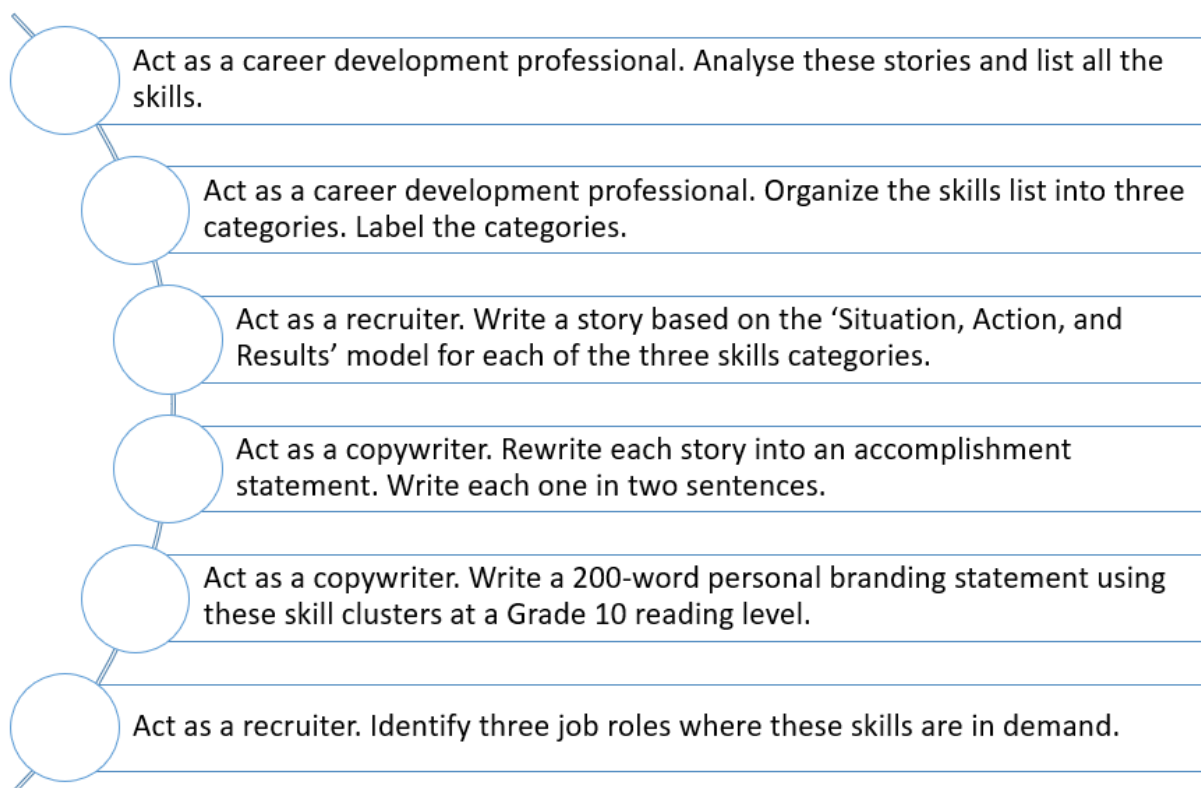 Act as a career development professional. Analyse these stories and list all the
skills.
Act as a career development professional. Organize the skills list into three
categories. Label the categories.
Act as a recruiter. Write a story based on the ‘Situation, Action, and
Results’ model for each of the three skills categories.
Act as a copywriter. Rewrite each story into an accomplishment
statement. Write each one in two sentences.
Act as a copywriter. Write a 200-word personal branding statement using
these skill clusters at a Grade 10 reading level.
Act as a recruiter. Identify three job roles where these skills are in demand.